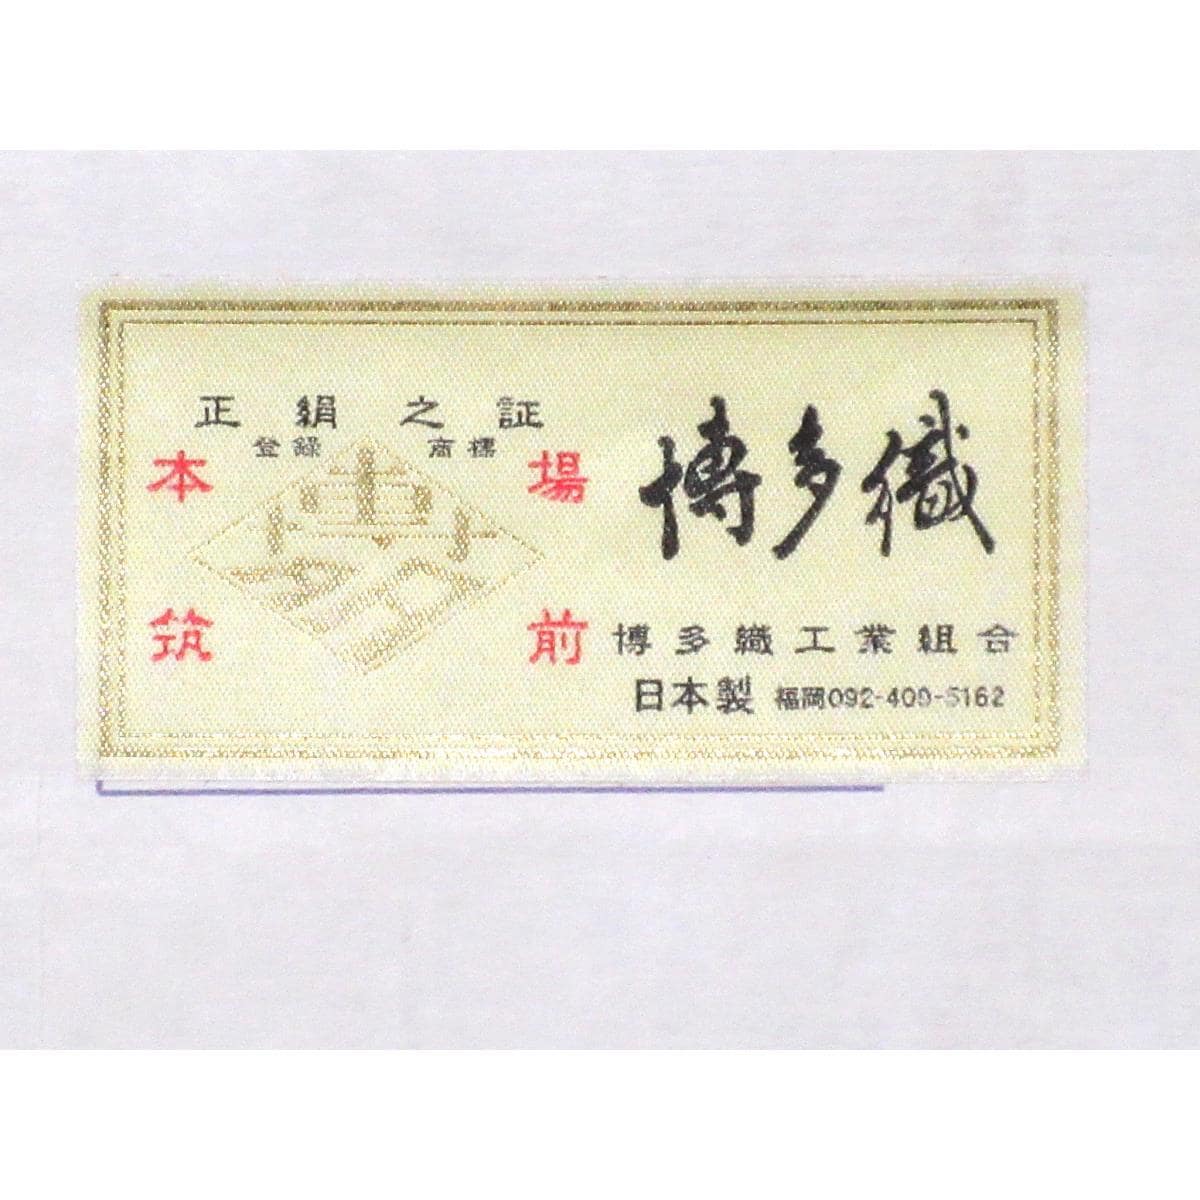 正絹之証
登録 商標
本場
筑前
博多織
博多織工業組合
日本製 福岡092-409-5162